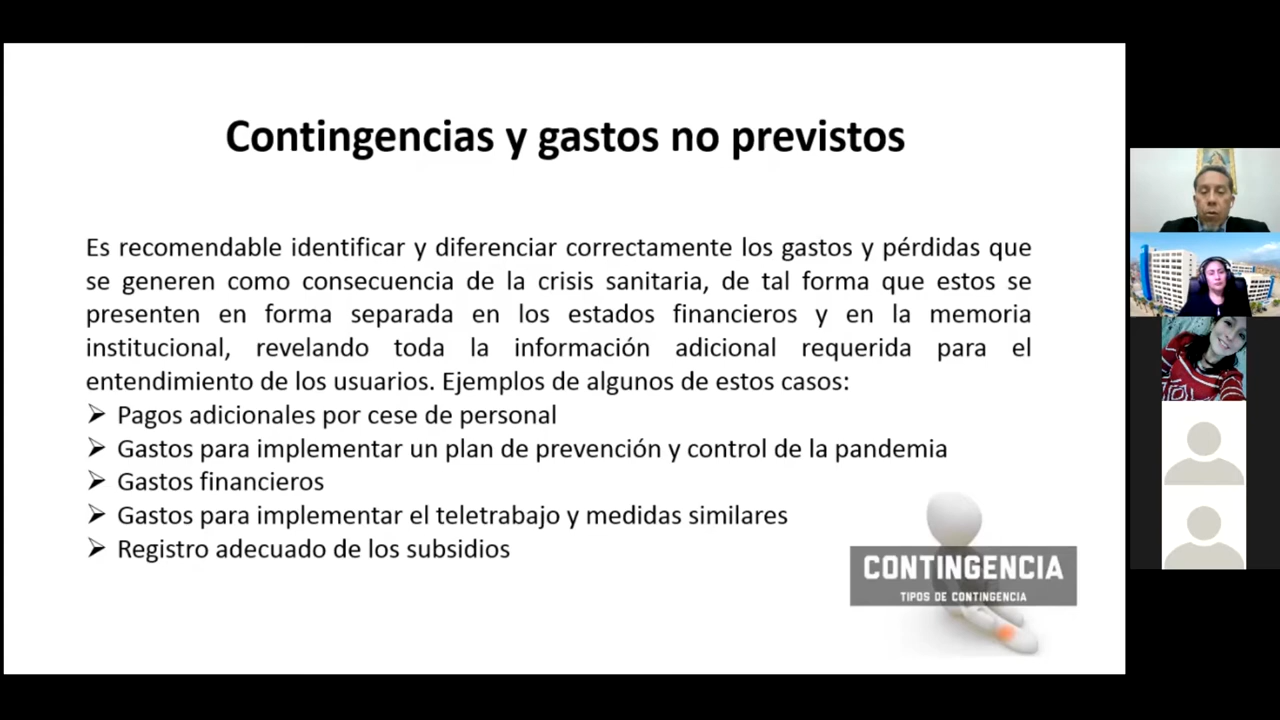 Contingencias y gastos no previstos
Es recomendable identificar y diferenciar correctamente los gastos y pérdidas que
se generen como consecuencia de la crisis sanitaria, de tal forma que estos se
presenten en forma separada en los estados financieros y en la memoria
institucional, revelando toda la información adicional requerida para el
entendimiento de los usuarios. Ejemplos de algunos de estos casos:
➢ Pagos adicionales por cese de personal
➢ Gastos para implementar un plan de prevención y control de la pandemia
➢ Gastos financieros
➢ Gastos para implementar el teletrabajo y medidas similares
➢ Registro adecuado de los subsidios
CONTINGENCIA
TIPOS DE CONTINGENCIA